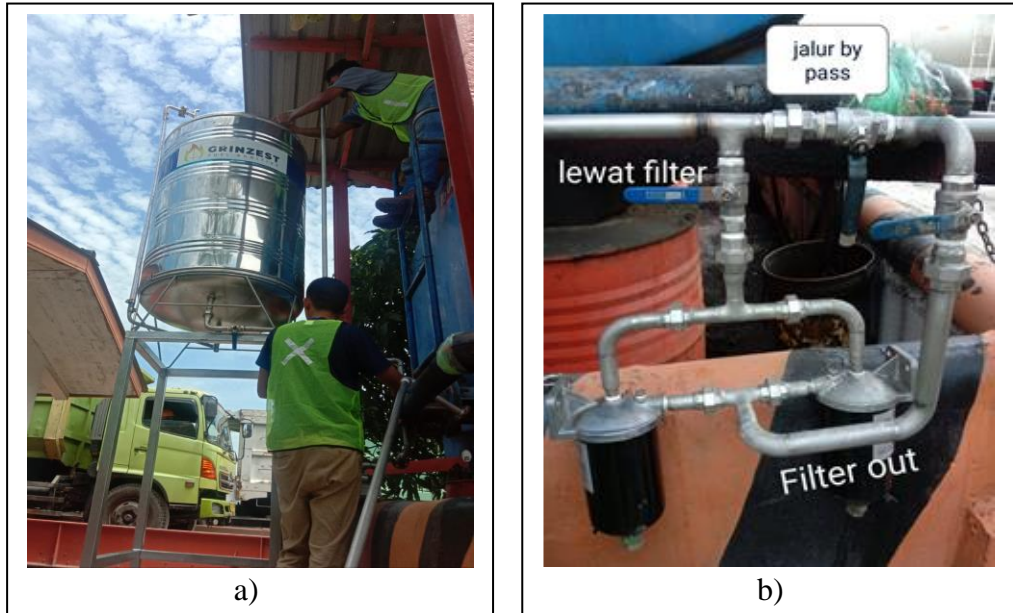 GRINZEST
a)
jalur by
pass
lewat filter
Filter out
b)